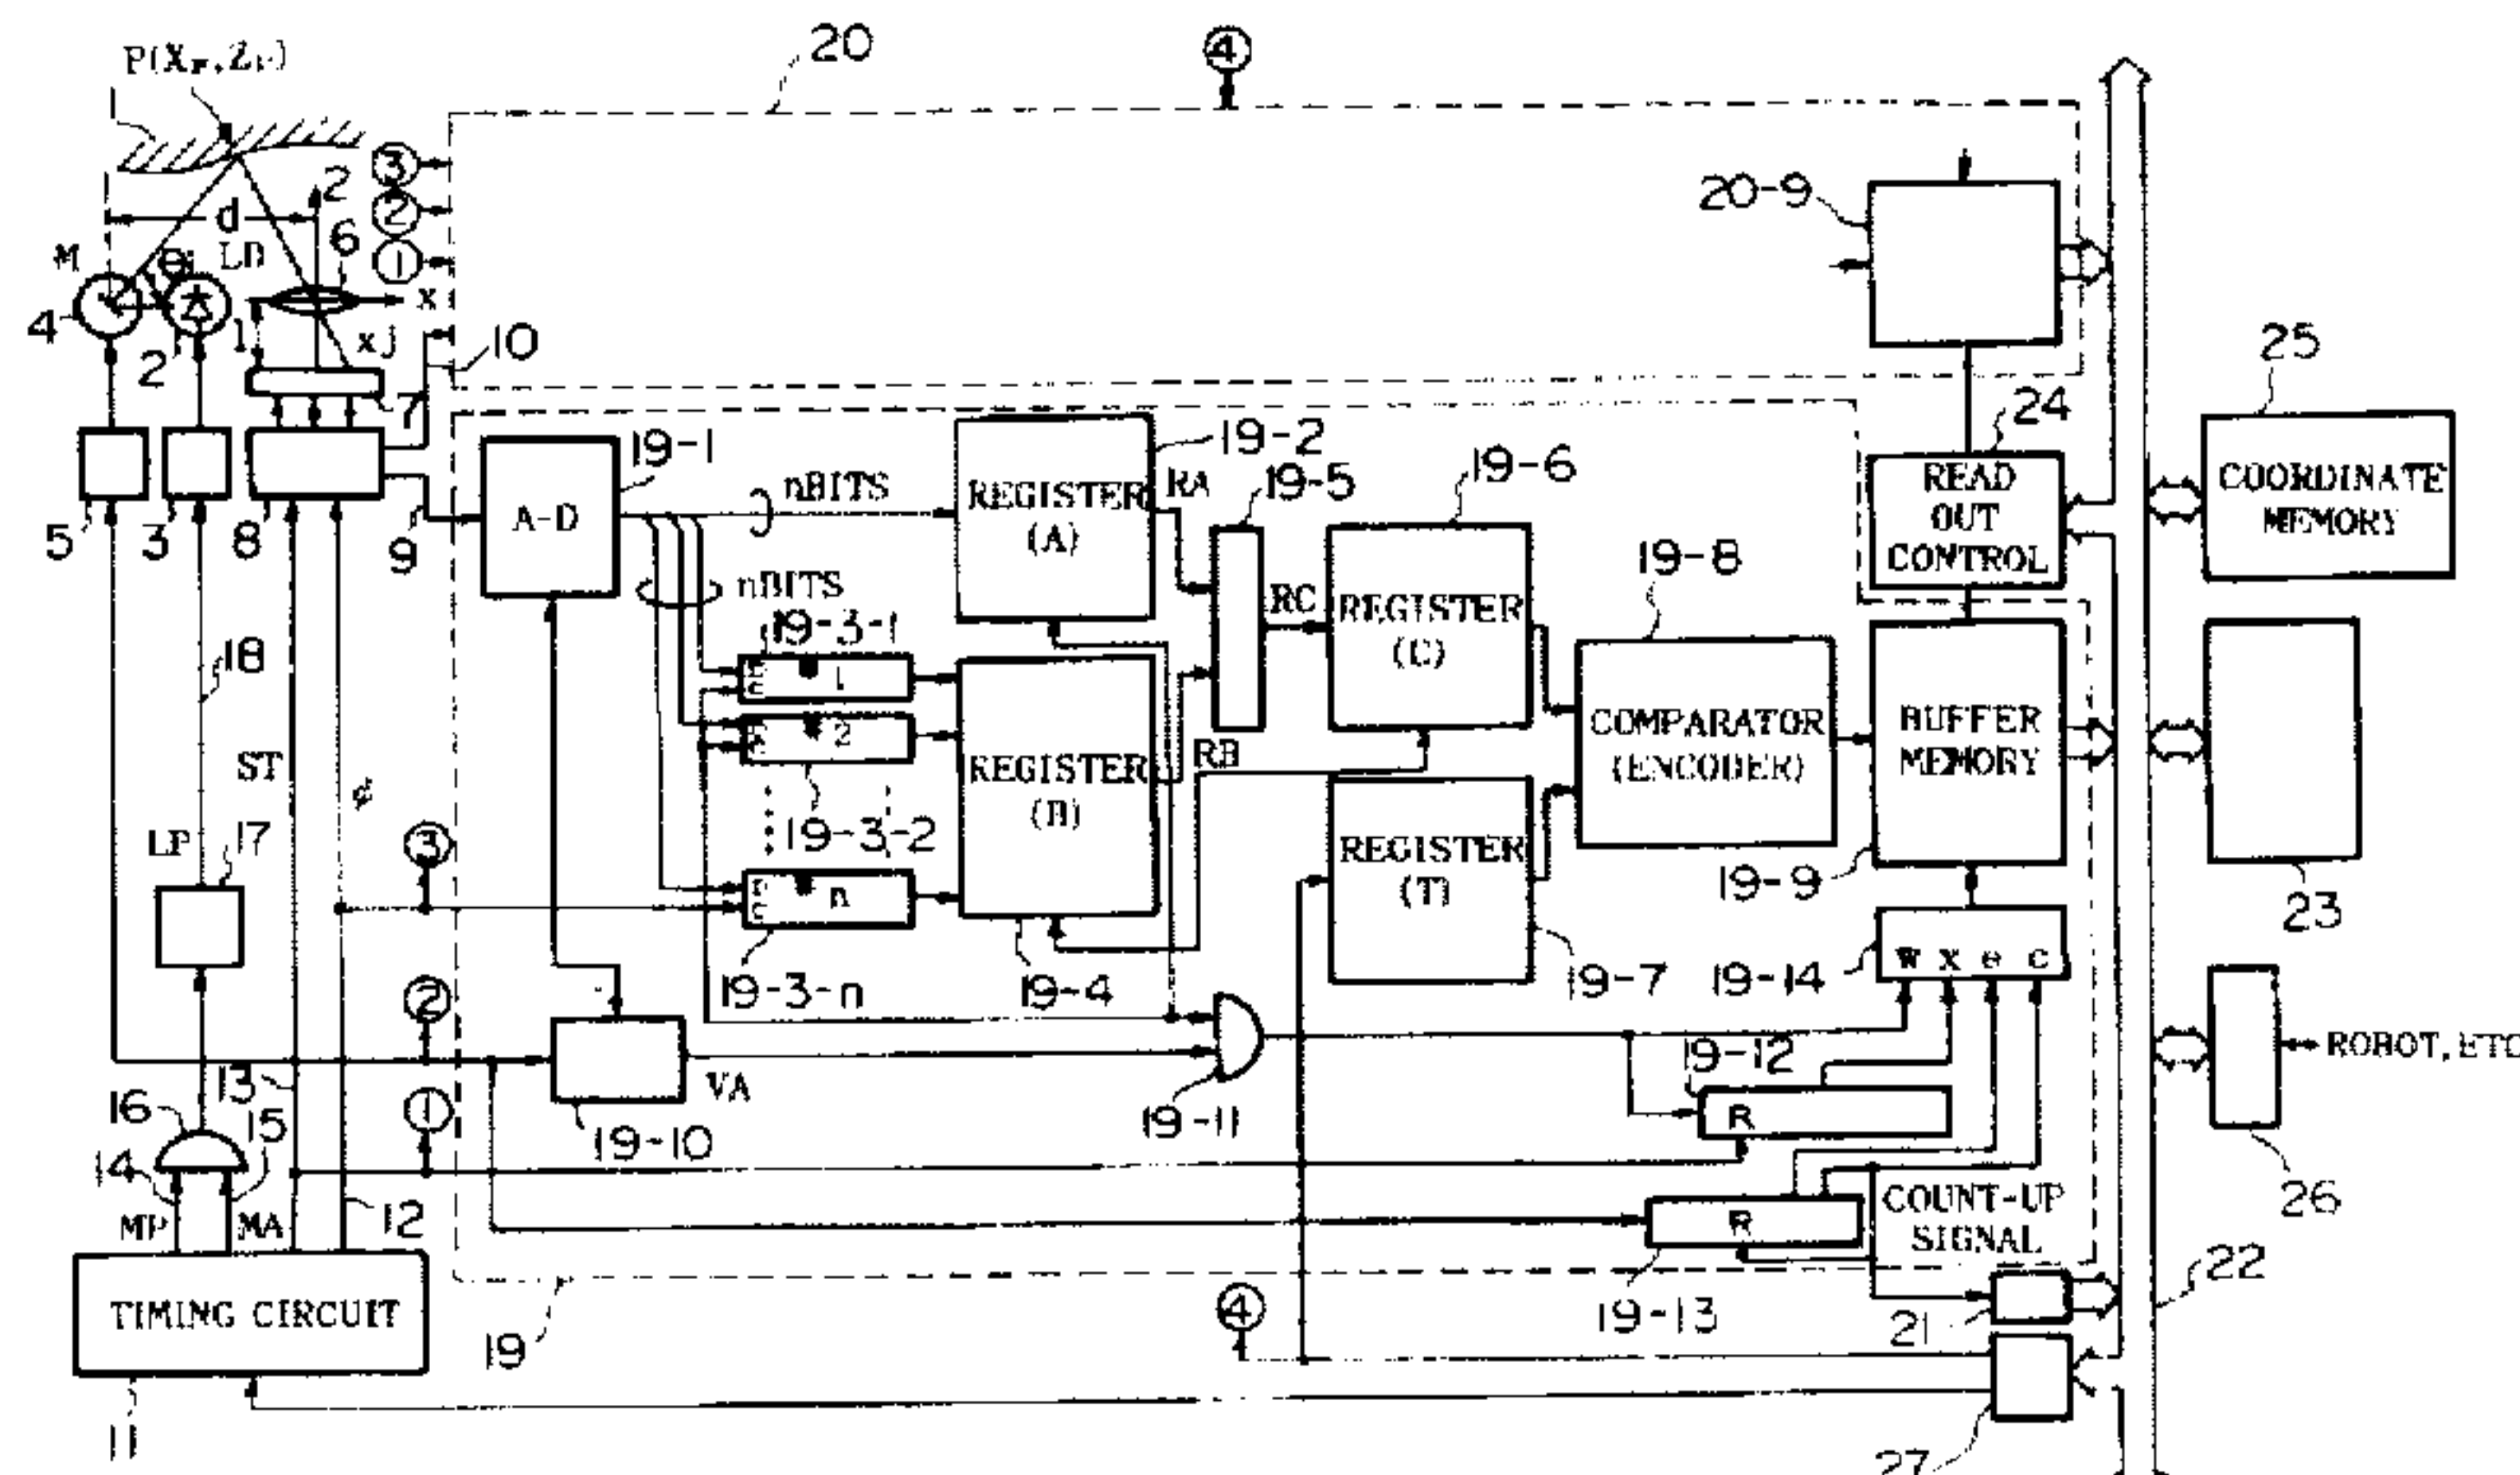 20
4
3
2
1
d
2
6
M
LD
4
2
x
xj
10
7
20-9
25
24
19-1
19-2
19-5
19-6
19-8
nBITS
nBITS
RA
RC
RB
A-D
REGISTER
(A)
REGISTER
(C)
REGISTER
(T)
READ
OUT
CONTROL
COORDINATE
MEMORY
COMPARATOR
(ENCODER)
BUFFER
MEMORY
REGISTER
5
3
8
9
18
19-3-1
1
2
19-3-2
n
19-3-n
19-4
19-7
19-9
19-14
W X
23
ST
LP
17
3
2
1
13
VA
19-10
19-11
19-12
R
ROBOT, ETC
26
16
15
14
MP
MA
12
R
COUNT-UP
SIGNAL
22
TIMING CIRCUIT
11
19
4
19-13
21
27